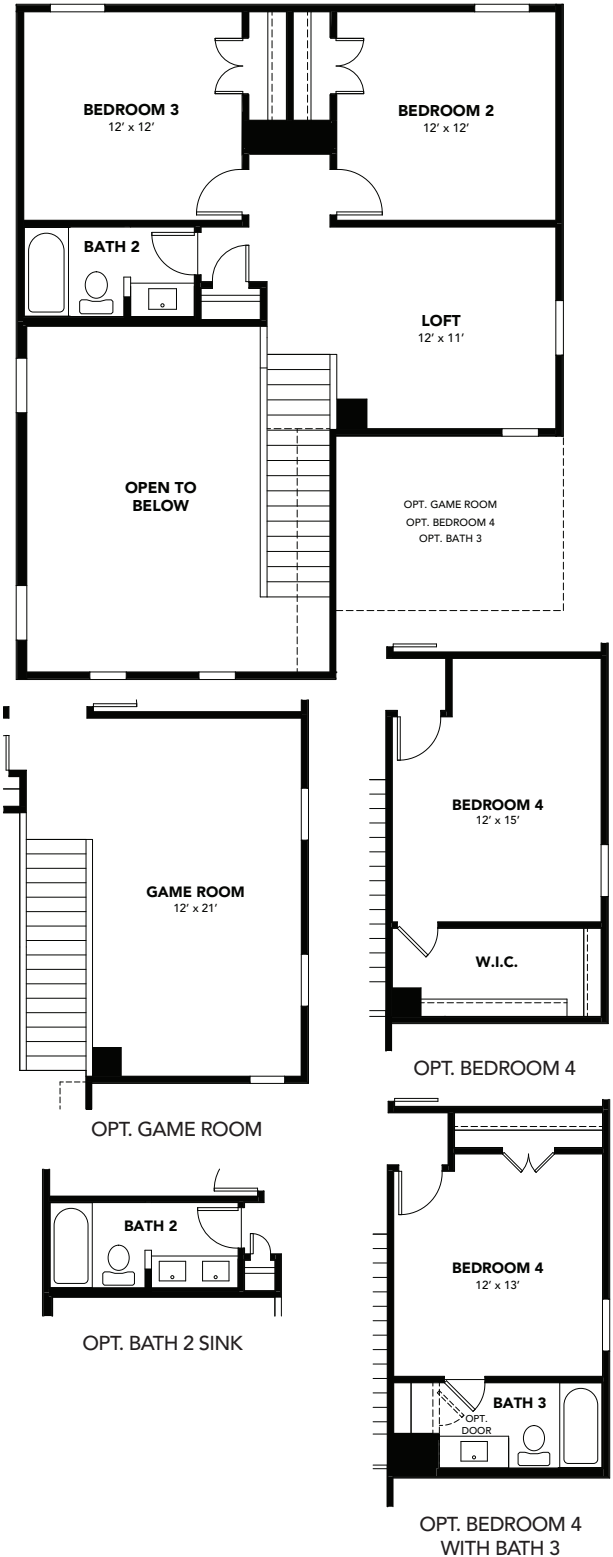 BEDROOM 3
12’ x 12’
BEDROOM 2
12’ x 12’
BATH 2
LOFT
12’ x 11’
OPEN TO
BELOW
OPT. GAME ROOM
OPT. BEDROOM 4
OPT. BATH 3
GAME ROOM
12’ x 21’
OPT. GAME ROOM
BEDROOM 4
12’ x 15’
W.I.C.
OPT. BEDROOM 4
BATH 2
OPT. BATH 2 SINK
BEDROOM 4
12’ x 13’
BATH 3
OPT.
DOOR
OPT. BEDROOM 4
WITH BATH 3